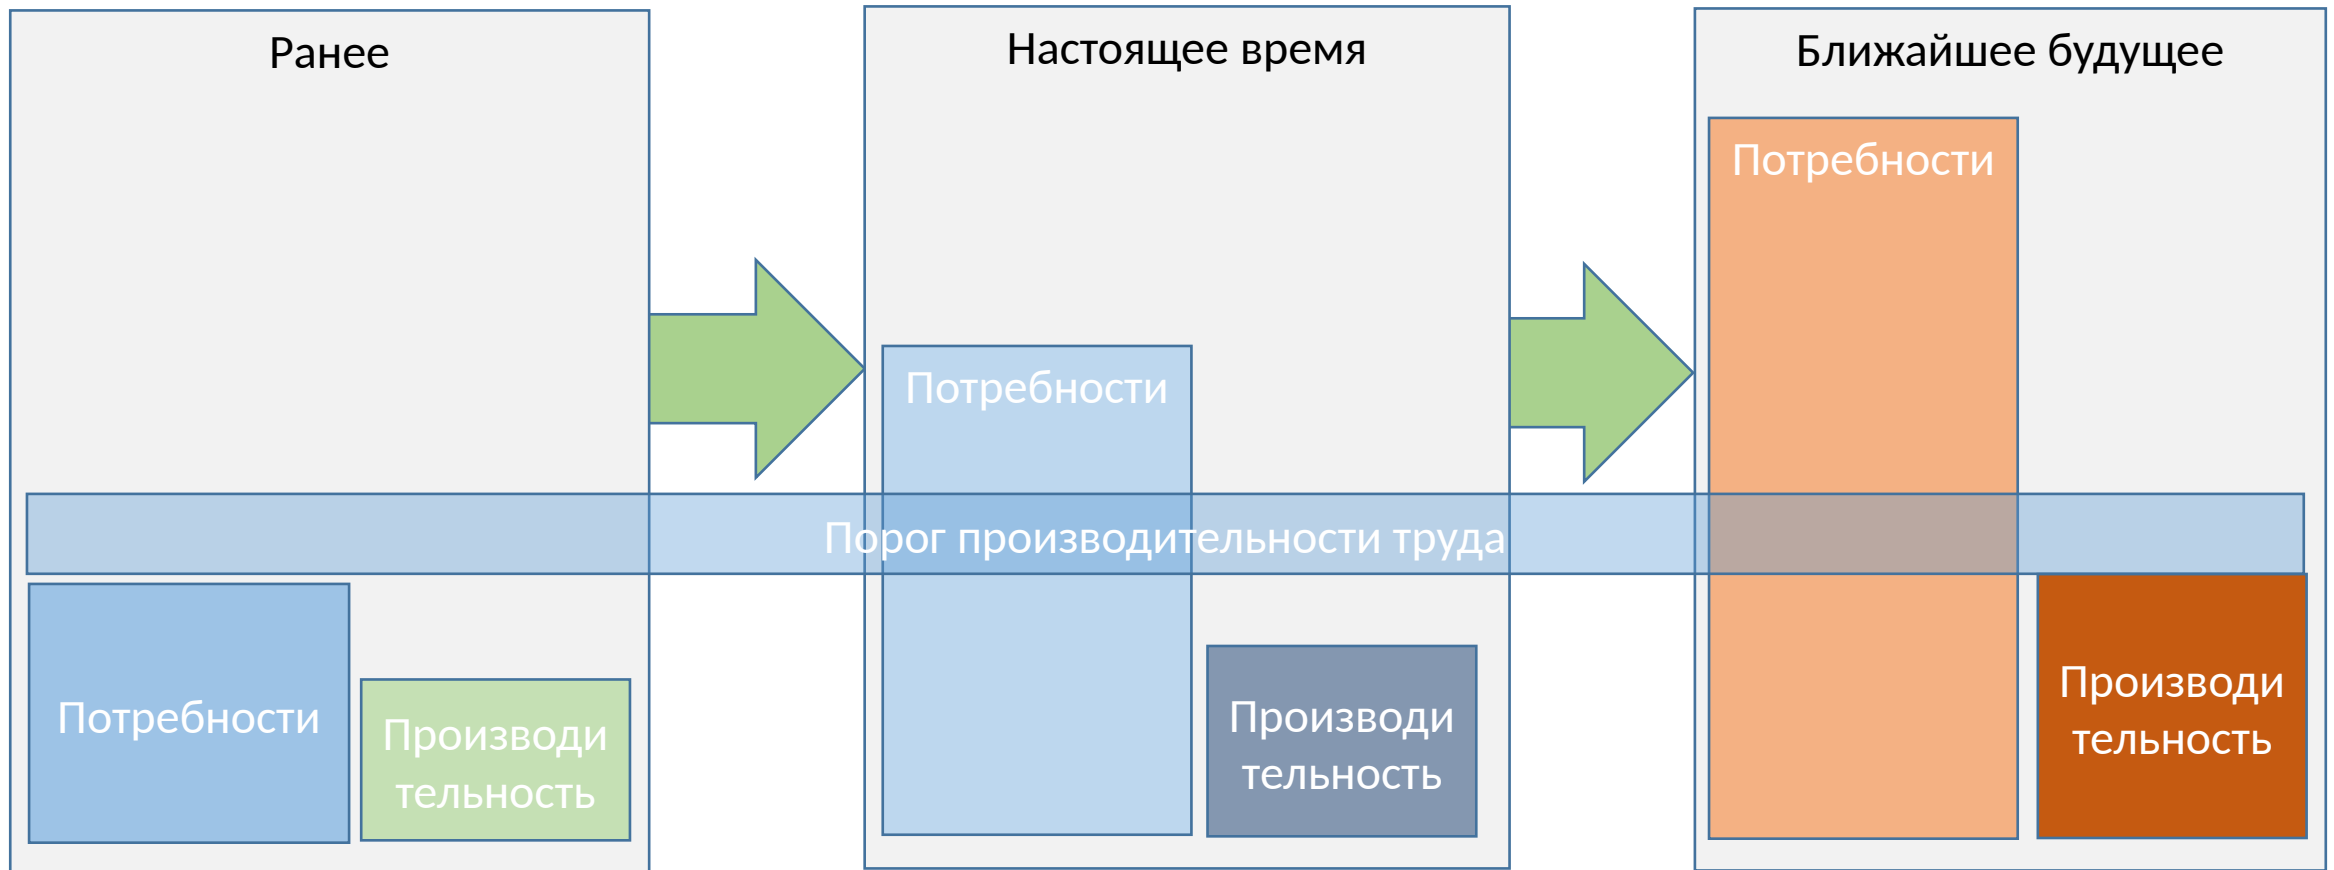 Ранее
Потребности
Производи
тельность
Настоящее время
Потребности
Порог производительности труда
Производи
тельность
Ближайшее будущее
Потребности
Производи
тельность